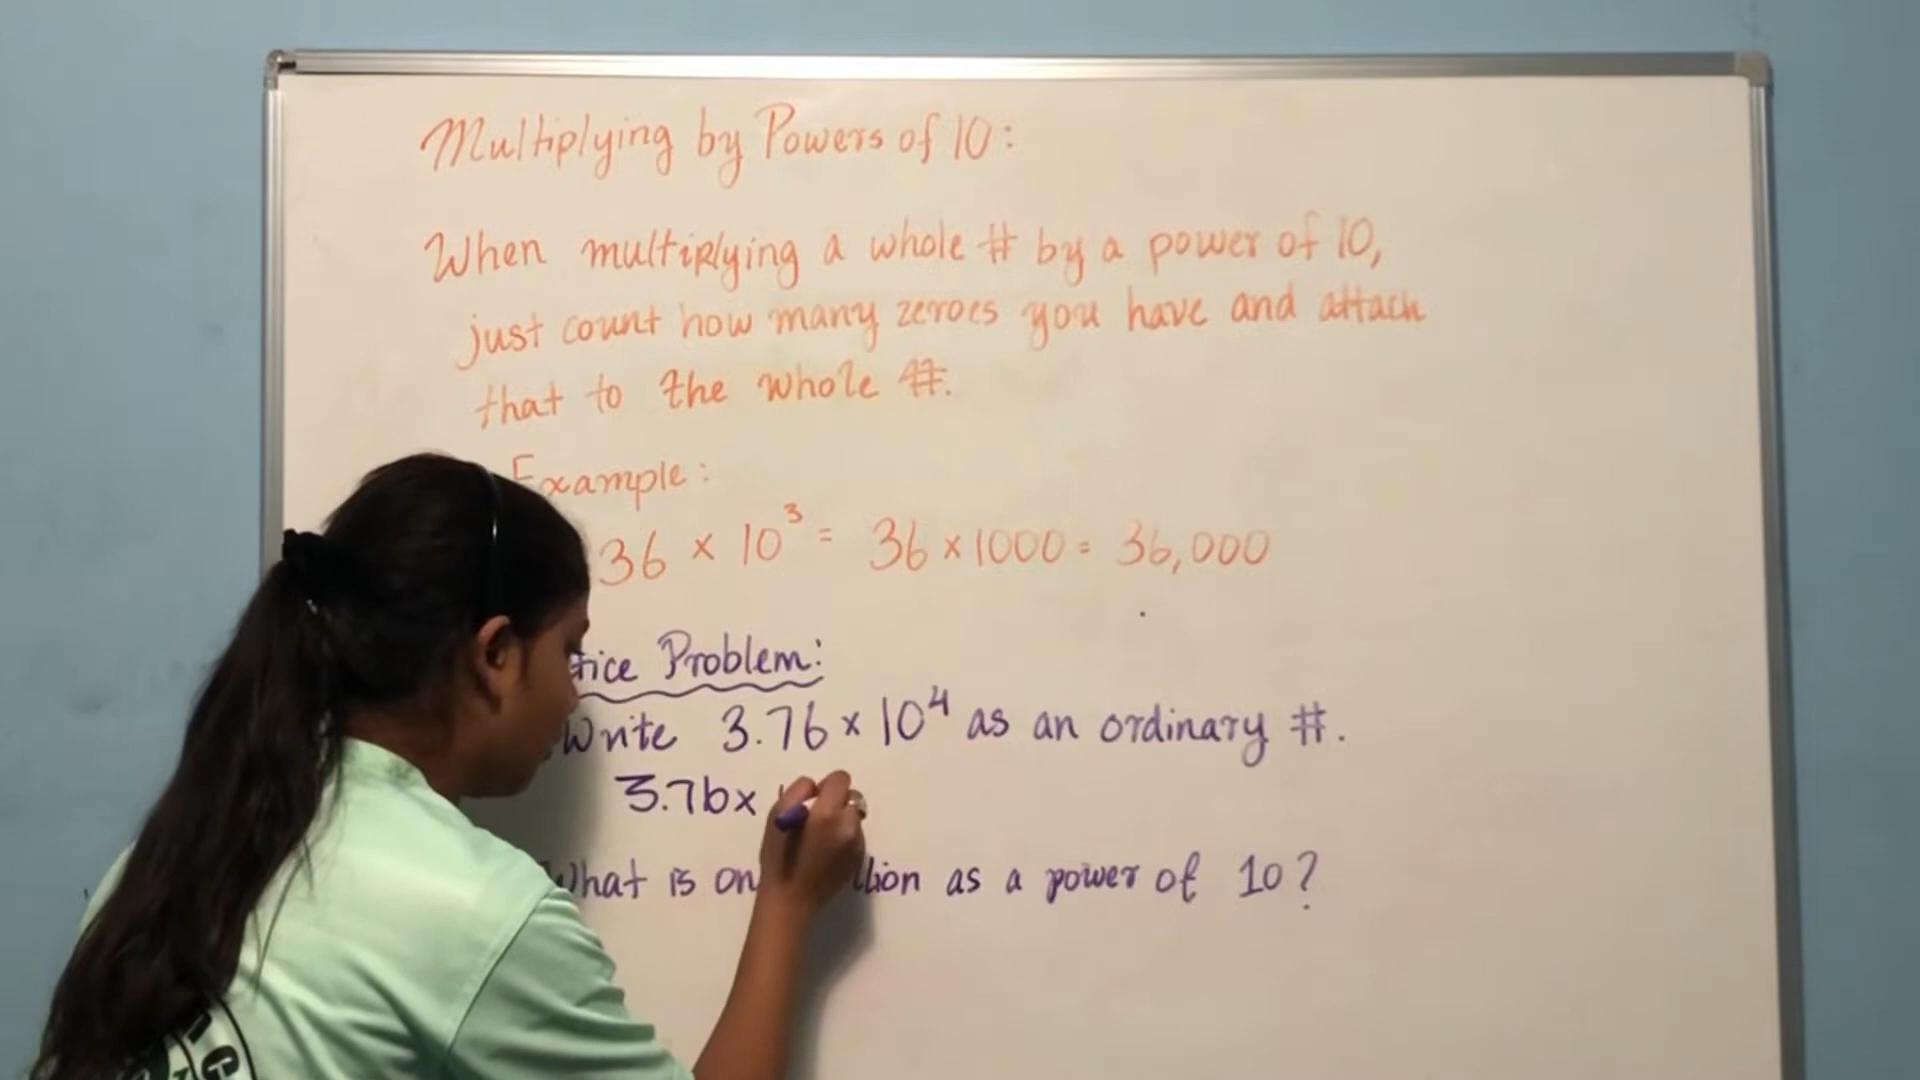 Multiplying by Powers of 10:
When multiplying a whole # by a power of 10,
just count how many zeroes you have and attach
that to the whole #.
Example:
36 × 10³ = 36 × 1000 = 36,000
Problem:
Write 3.76 × 10⁴ as an ordinary #.
3.76×
What is as a power of 10?